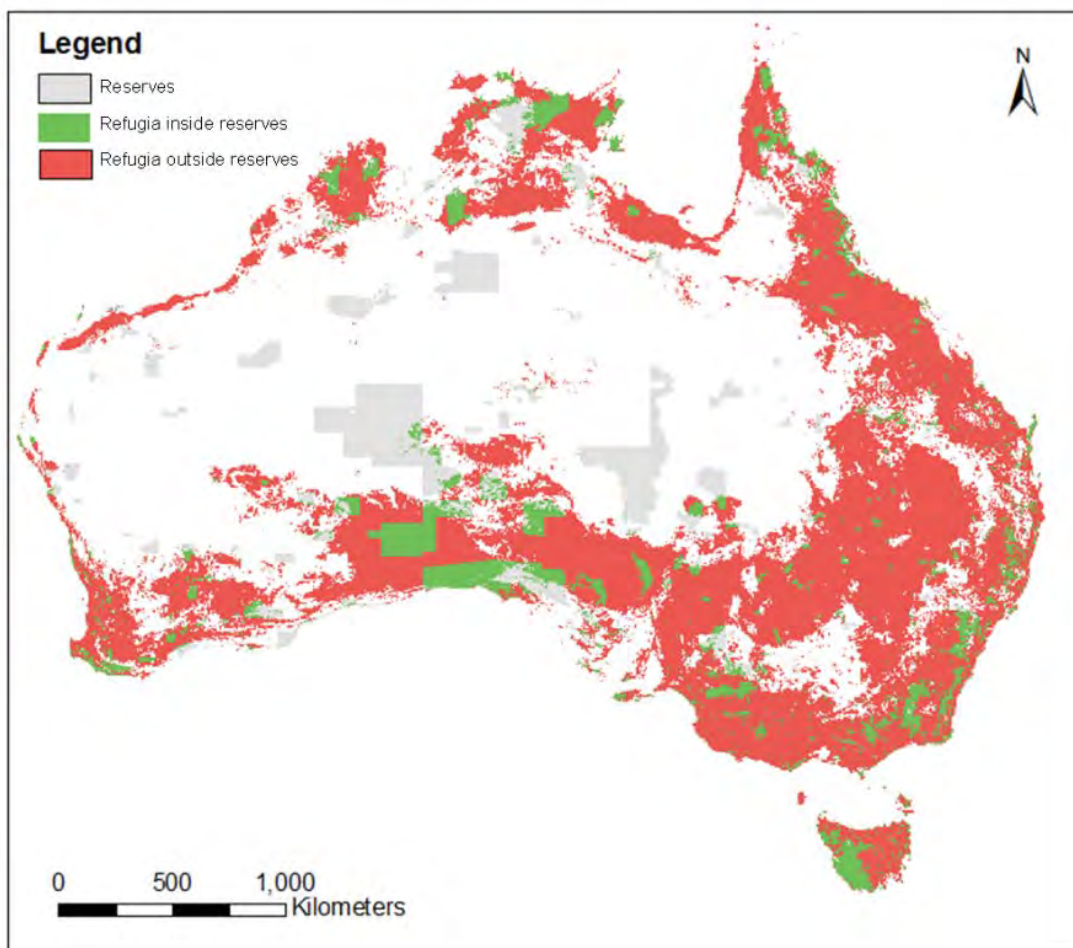 Legend
Reserves
Refugia inside reserves
Refugia outside reserves
N
0 500 1,000
Kilometers